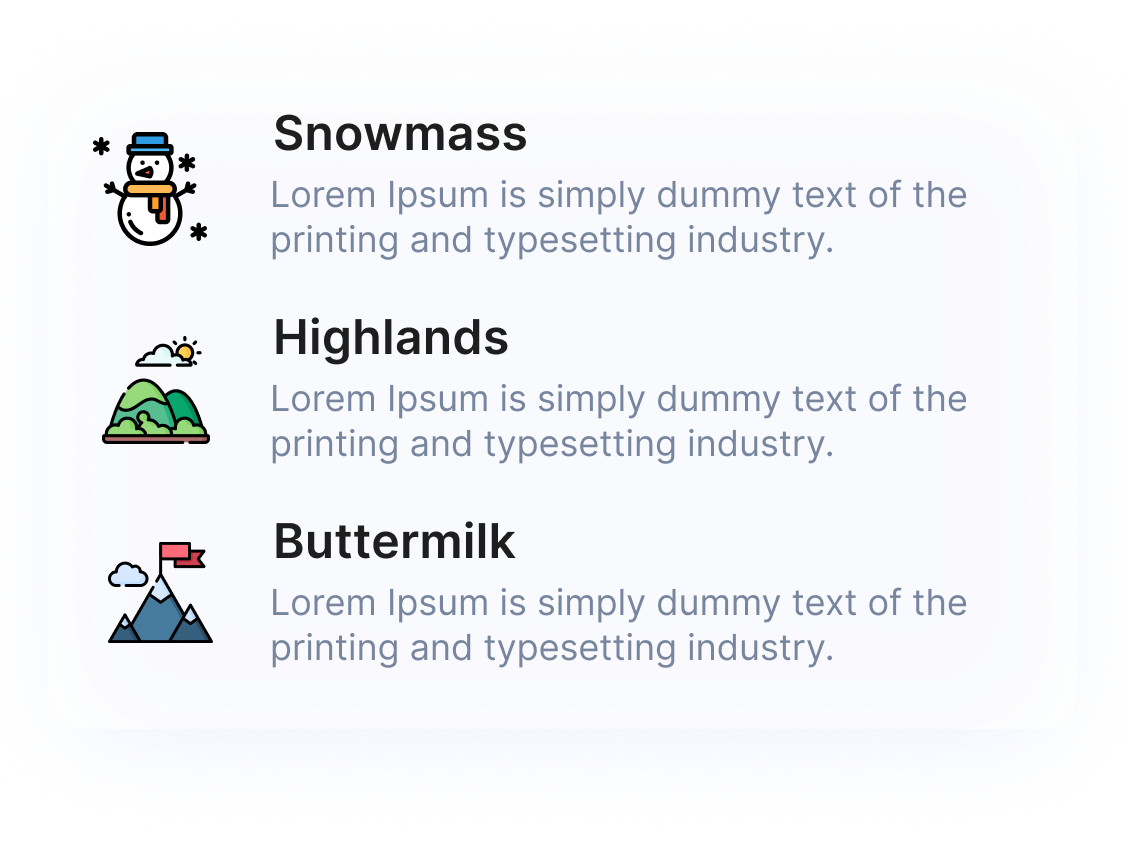 Snowmass
Lorem Ipsum is simply dummy text of the
printing and typesetting industry.
Highlands
Lorem Ipsum is simply dummy text of the
printing and typesetting industry.
Buttermilk
Lorem Ipsum is simply dummy text of the
printing and typesetting industry.